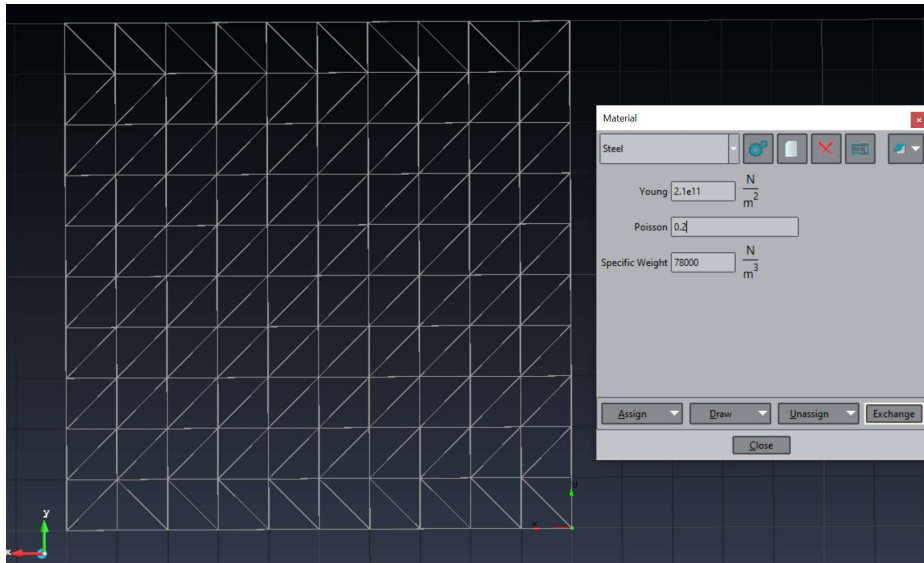 Material
Steel
Young 2.1e11 N
m2
Poisson 0.2
Specific Weight 78000 N
m3
Assign Draw Unassign Exchange
Close
y
x
y
x